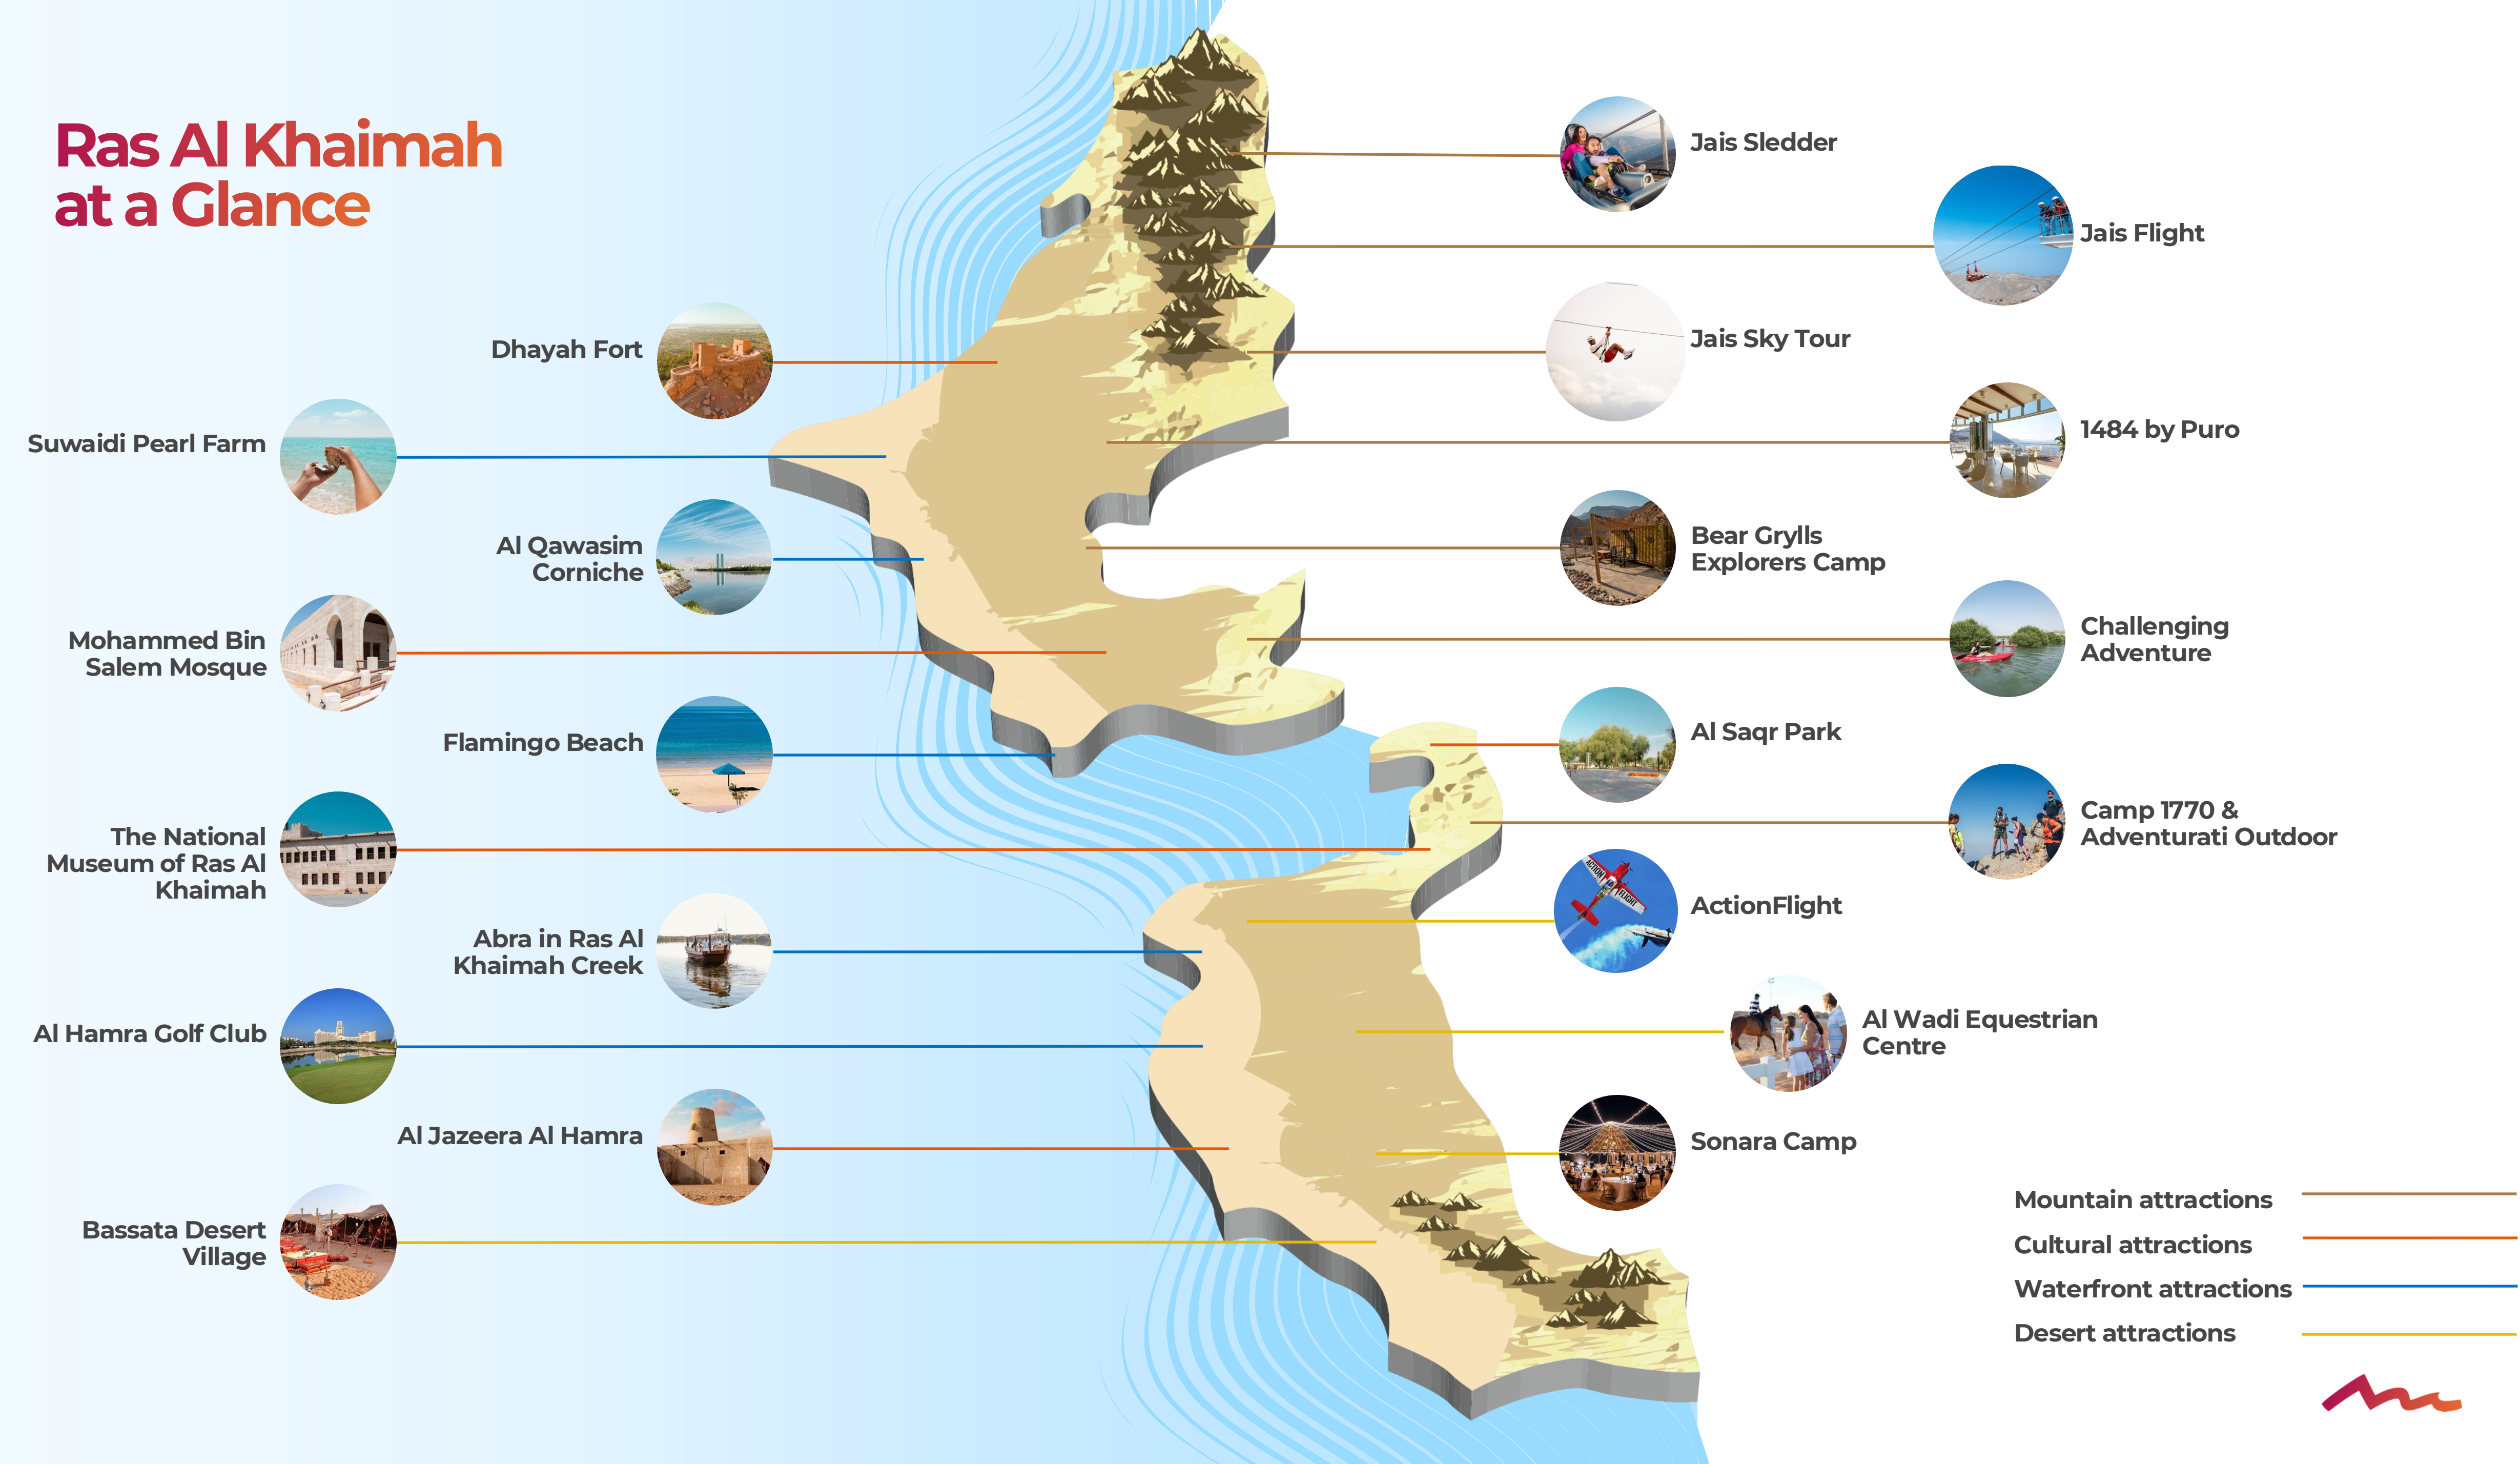 Ras Al Khaimah
at a Glance
Jais Sledder
Jais Flight
Jais Sky Tour
Dhayah Fort
1484 by Puro
Suwaidi Pearl Farm
Bear Grylls
Explorers Camp
Al Qawasim
Corniche
Challenging
Adventure
Mohammed Bin
Salem Mosque
Al Saqr Park
Flamingo Beach
Camp 1770 &
Adventurati Outdoor
The National
Museum of Ras Al
Khaimah
ACTION FLIGHT
ActionFlight
Abra in Ras Al
Khaimah Creek
Al Wadi Equestrian
Centre
Al Hamra Golf Club
Al Jazeera Al Hamra
Sonara Camp
Bassata Desert
Village
Mountain attractions
Cultural attractions
Waterfront attractions
Desert attractions